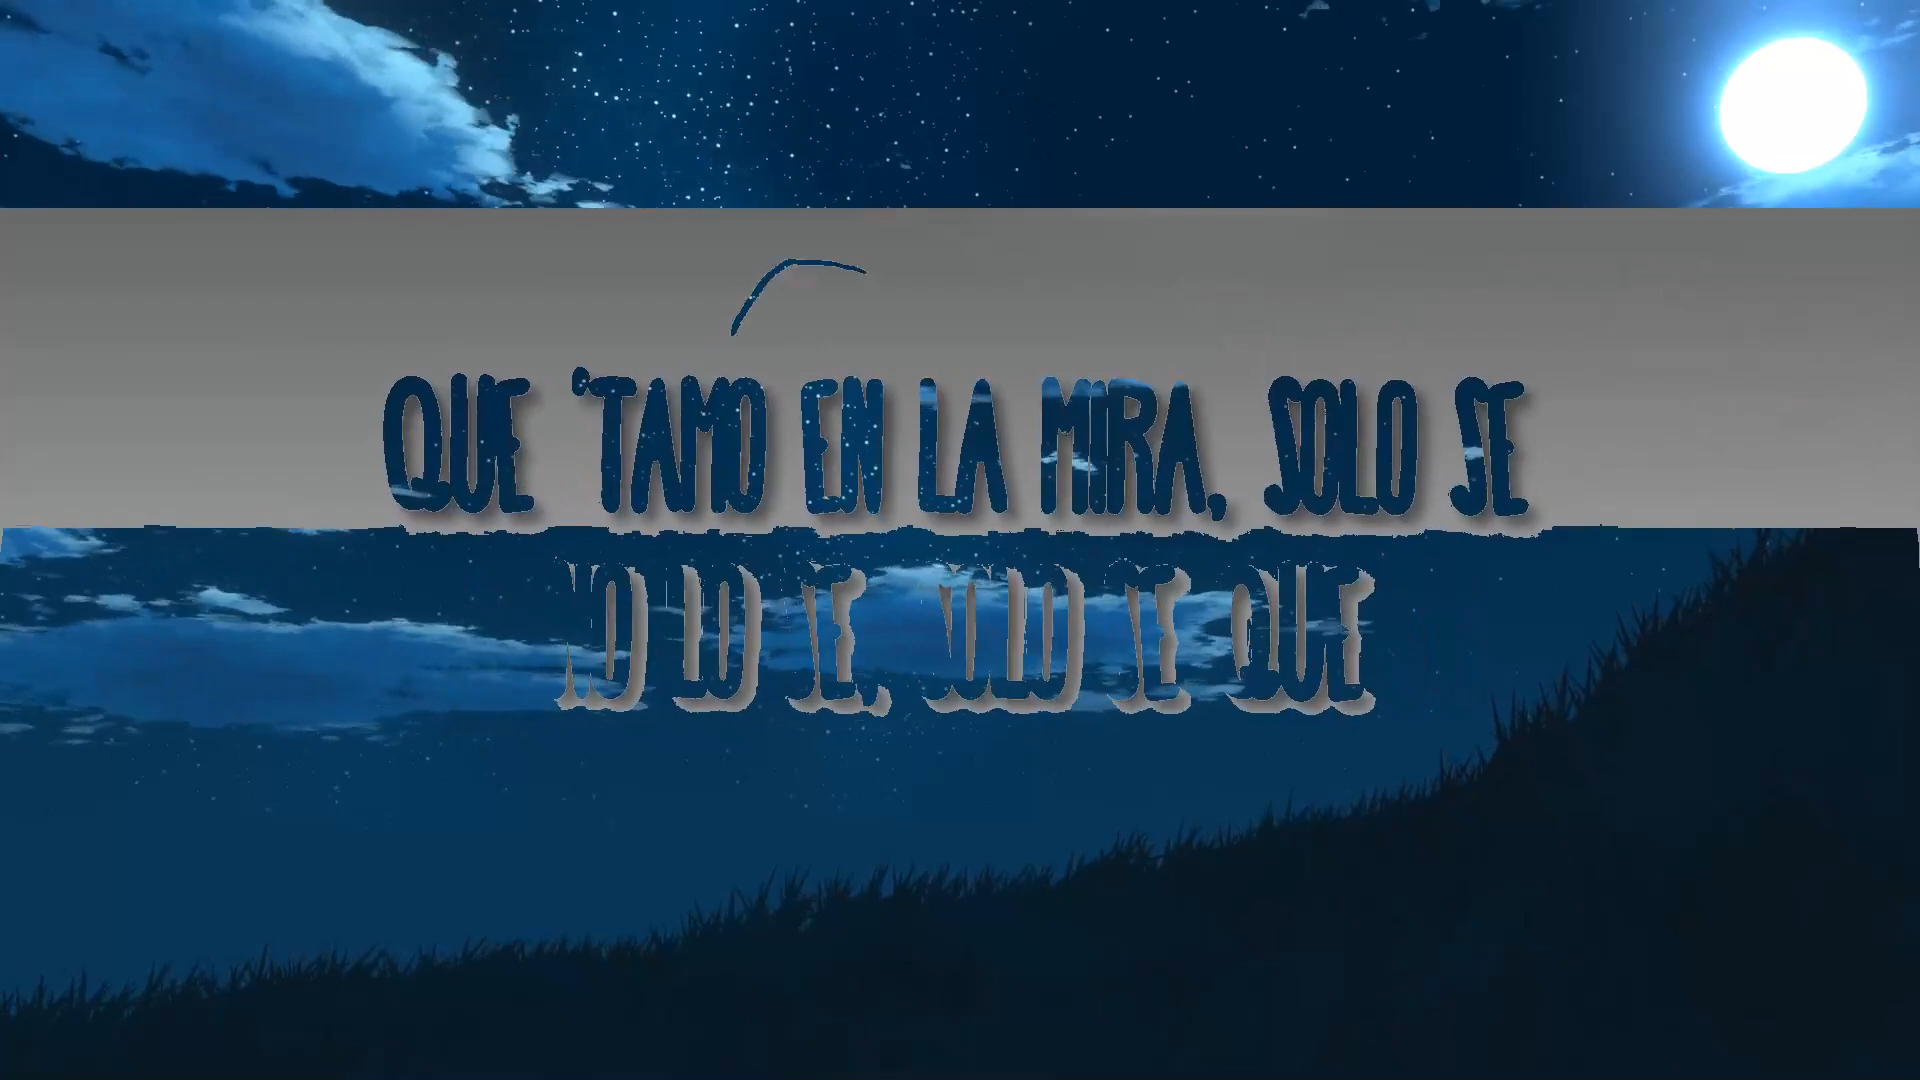 QUE 'TAMO EN LA MIRA, SOLO SE
NO LO SE, SOLO SE QUE